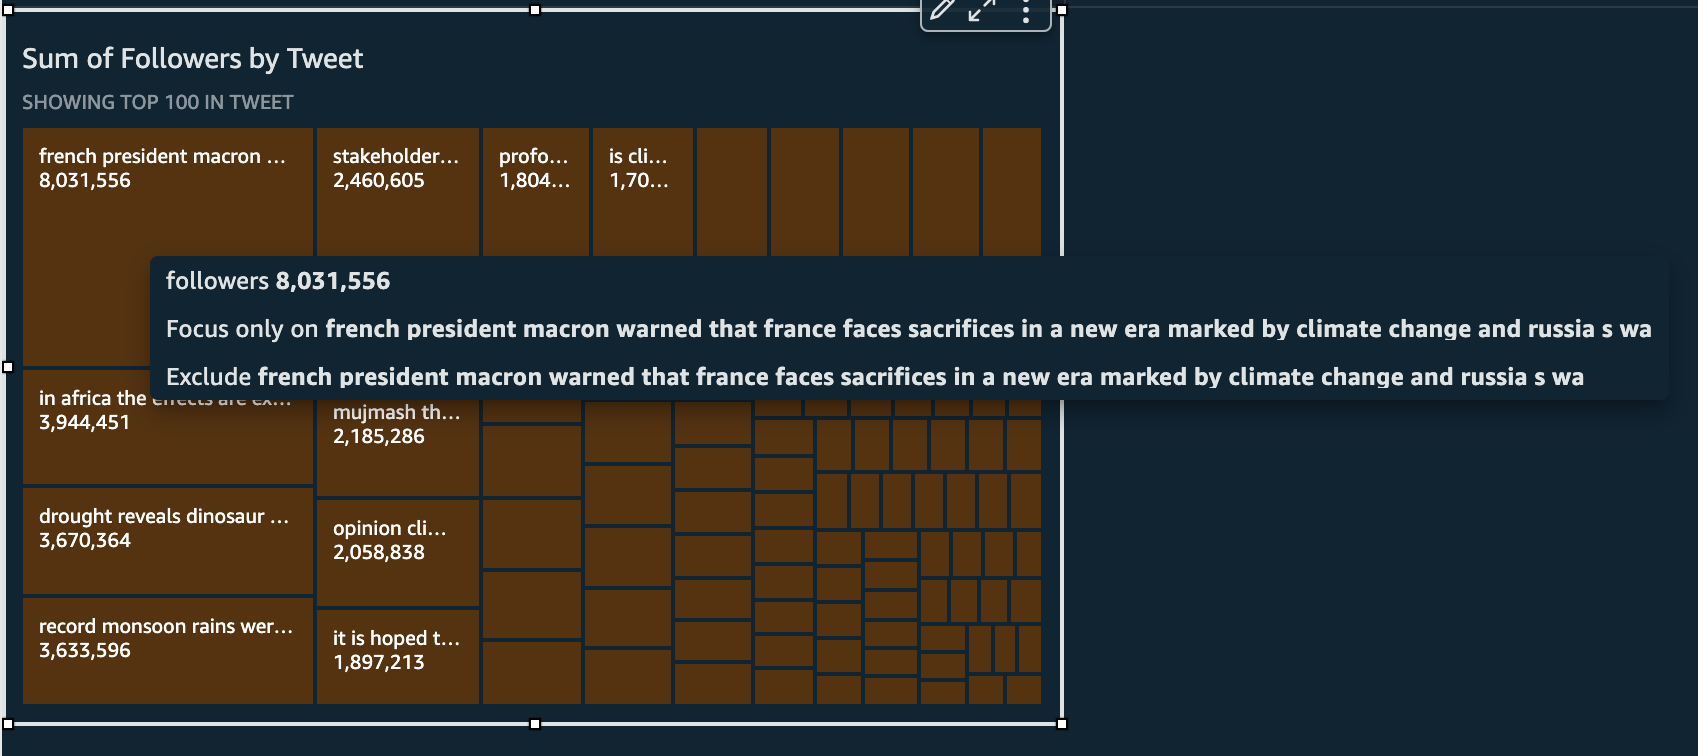 Sum of Followers by Tweet
SHOWING TOP 100 IN TWEET
french president macron ...
8,031,556
stakeholder...
2,460,605
profo...
1,804...
is cli...
1,70...
followers 8,031,556
Focus only on french president macron warned that france faces sacrifices in a new era marked by climate change and russia s wa
Exclude french president macron warned that france faces sacrifices in a new era marked by climate change and russia s wa
in africa the effects are ex...
3,944,451
mujmash th...
2,185,286
drought reveals dinosaur ...
3,670,364
opinion cli...
2,058,838
record monsoon rains wer...
3,633,596
it is hoped t...
1,897,213